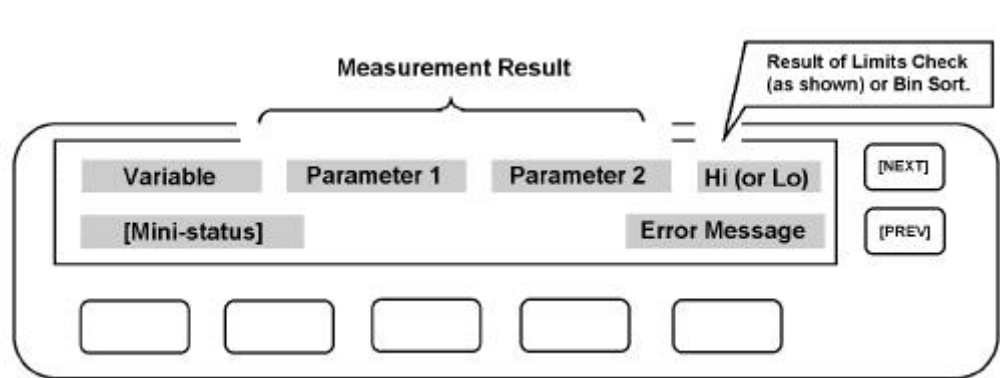 Measurement Result
Result of Limits Check
(as shown) or Bin Sort.
Variable
Parameter 1
Parameter 2
Hi (or Lo)
[NEXT]
[Mini-status]
Error Message
[PREV]